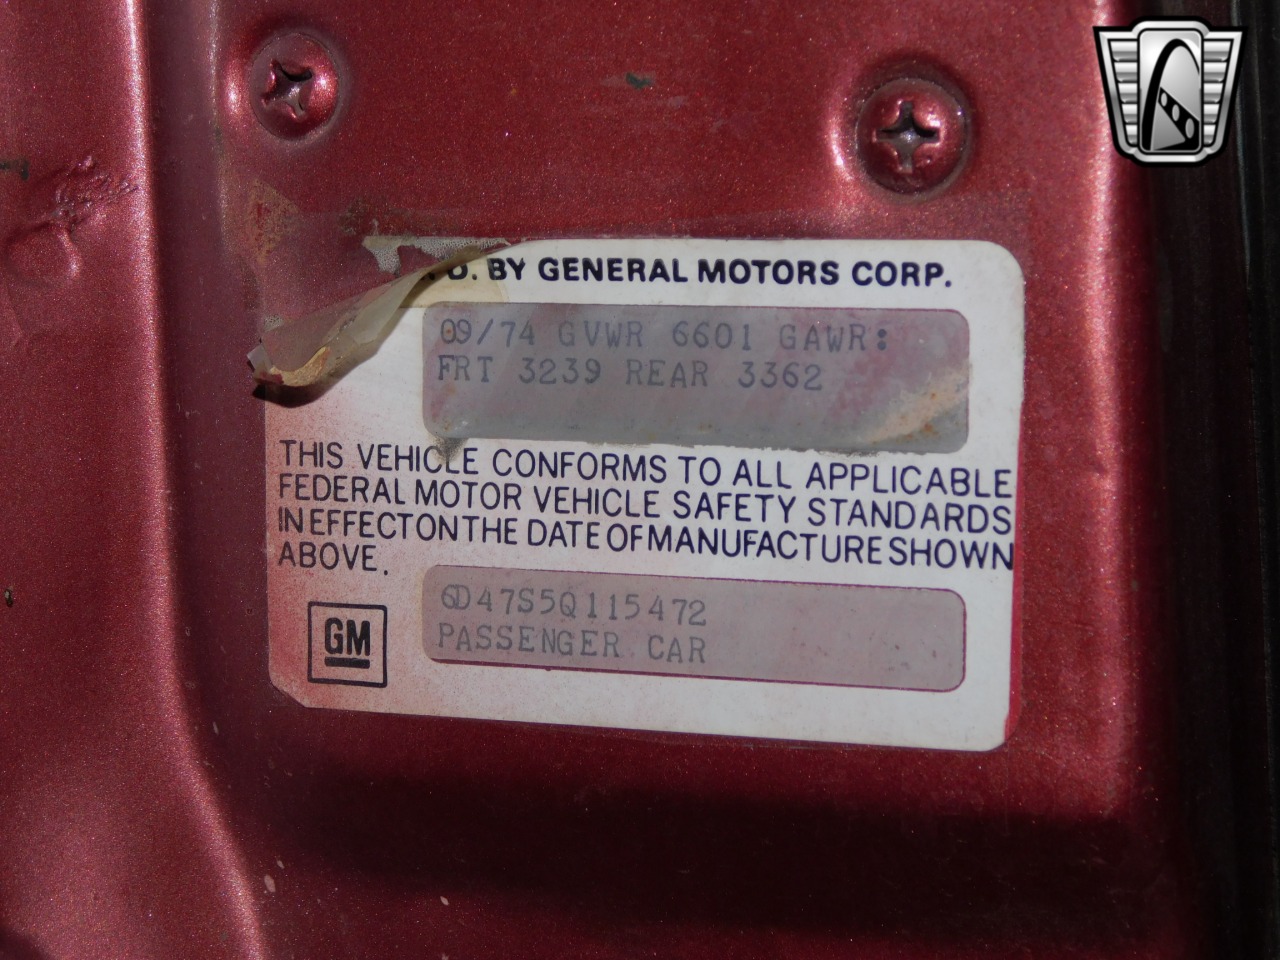 D. BY GENERAL MOTORS CORP.
09/74 GVWR 6601 GAWR:
FRT 3239 REAR 3362
THIS VEHICLE CONFORMS TO ALL APPLICABLE
FEDERAL MOTOR VEHICLE SAFETY STANDARDS
IN EFFECT ON THE DATE OF MANUFACTURE SHOWN
ABOVE.
6D47S5Q115472
PASSENGER CAR
GM